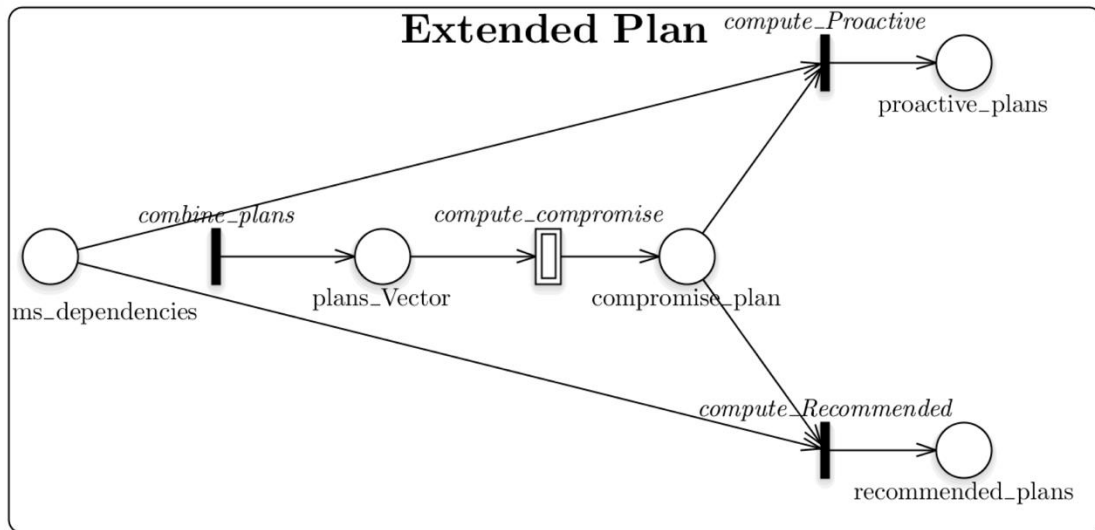 Extended Plan
compute_Proactive
proactive_plans
combine_plans
compute_compromise
ms_dependencies
plans_Vector
compromise_plan
compute_Recommended
recommended_plans